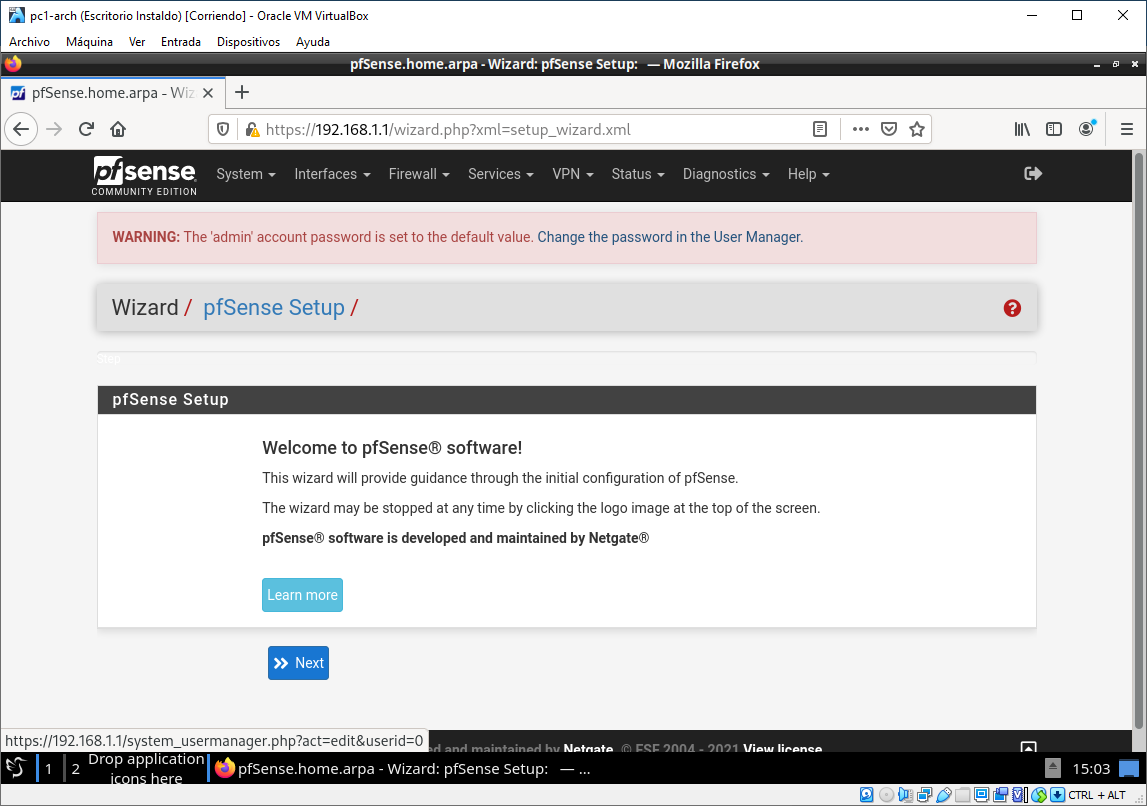 pc1-arch (Escritorio Instaldo) [Corriendo] - Oracle VM VirtualBox
Archivo Máquina Ver Entrada Dispositivos Ayuda
pfSense.home.arpa - Wizard: pfSense Setup: — Mozilla Firefox
pfSense.home.arpa - Wiz
https://192.168.1.1/wizard.php?xml=setup_wizard.xml
pfsense
COMMUNITY EDITION
System Interfaces Firewall Services VPN Status Diagnostics Help
WARNING: The 'admin' account password is set to the default value. Change the password in the User Manager.
Wizard / pfSense Setup /
Step
pfSense Setup
Welcome to pfSense® software!
This wizard will provide guidance through the initial configuration of pfSense.
The wizard may be stopped at any time by clicking the logo image at the top of the screen.
pfSense® software is developed and maintained by Netgate®
Learn more
Next
https://192.168.1.1/system_usermanager.php?act=edit&userid=0
ed and maintained by Netgate. © ESF 2004 - 2021 View license.
1 2 Drop application
icons here
pfSense.home.arpa - Wizard: pfSense Setup: — ...
15:03
CTRL + ALT